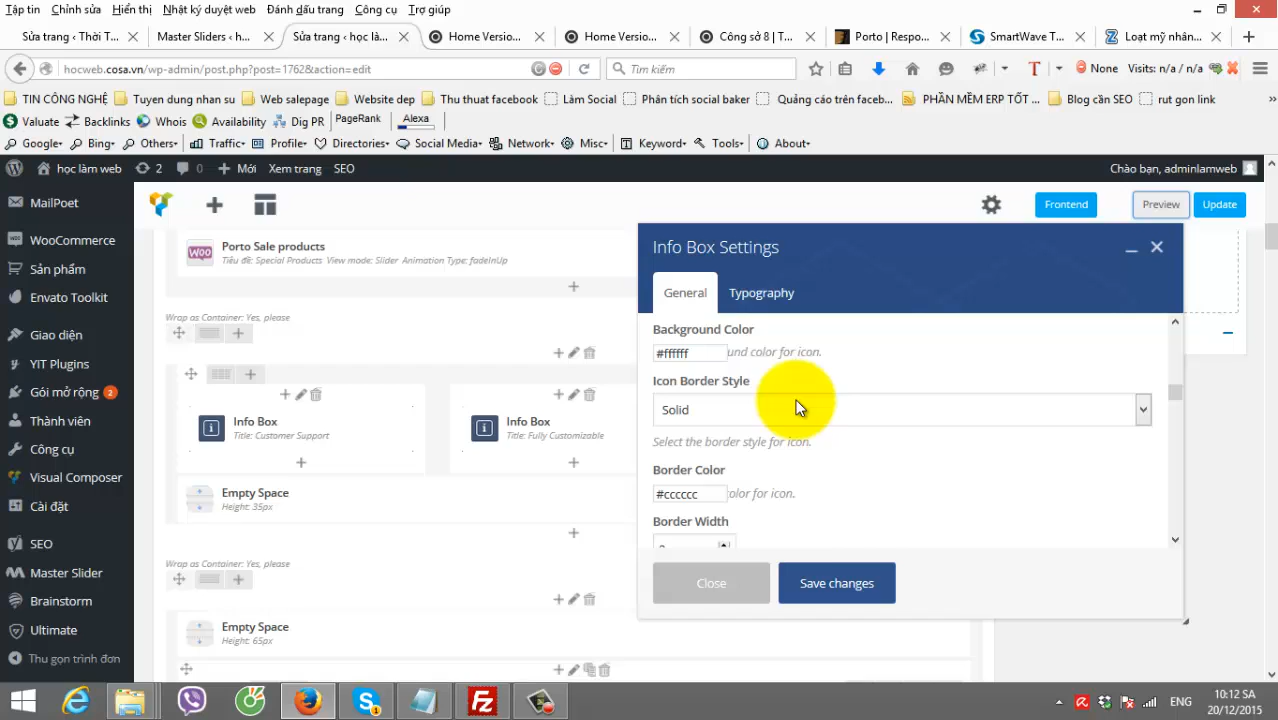 Tập tin Chỉnh sửa Hiển thị Nhật ký duyệt web Đánh dấu trang Công cụ Trợ giúp
Sửa trang ‹ Thời T... Master Sliders ‹ h... Sửa trang ‹ học là... Home Version... Home Version... Công sở 8 | T... Porto | Respo... SmartWave T... Loạt mỹ nhân...
hocweb.cosa.vn/wp-admin/post.php?post=1762&action=edit Tìm kiếm T None Visits: n/a / n/a
TIN CÔNG NGHỆ Tuyen dung nhan su Web salepage Website dep Thu thuat facebook Làm Social Phân tích social baker Quảng cáo trên faceb... PHẦN MỀM ERP TỐT ... Blog cần SEO rut gon link
Valuate Backlinks Whois Availability Dig PR PageRank Alexa
Google Bing Others Traffic Profile Directories Social Media Network Misc Keyword Tools About
học làm web 2 0 Mới Xem trang SEO Chào bạn, adminlamweb
MailPoet
WooCommerce
Sản phẩm
Envato Toolkit
Giao diện
YIT Plugins
Gói mở rộng 2
Thành viên
Công cụ
Visual Composer
Cài đặt
SEO
Master Slider
Brainstorm
Ultimate
Thu gọn trình đơn
Frontend Preview Update
Porto Sale products
Tiêu đề: Special Products View mode: Slider Animation Type: fadeInUp
Wrap as Container: Yes, please
Info Box
Title: Customer Support
Info Box
Title: Fully Customizable
Empty Space
Height: 35px
Wrap as Container: Yes, please
Empty Space
Height: 65px
Info Box Settings
General Typography
Background Color
#ffffff und color for icon.
Icon Border Style
Solid
Select the border style for icon.
Border Color
#cccccc color for icon.
Border Width
Close Save changes
ENG
10:12 SA
20/12/2015